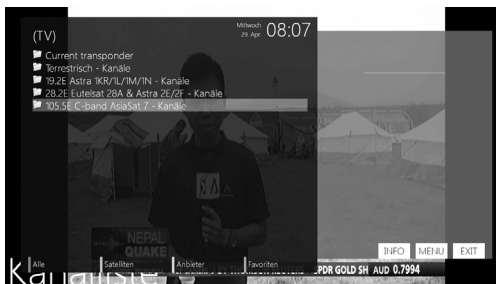 (TV)
Mittwoch
29. Apr. 08:07
Current transponder
Terrestrisch - Kanäle
19.2E Astra 1KR/1L/1M/1N - Kanäle
28.2E Eutelsat 28A & Astra 2E/2F - Kanäle
105.5E C-band AsiaSat 7 - Kanäle
NEPAL
QUAKE
INFO MENU EXIT
Alle Satelliten Anbieter Favoriten
Kanalliste
SPDR GOLD SH AUD 0.7994